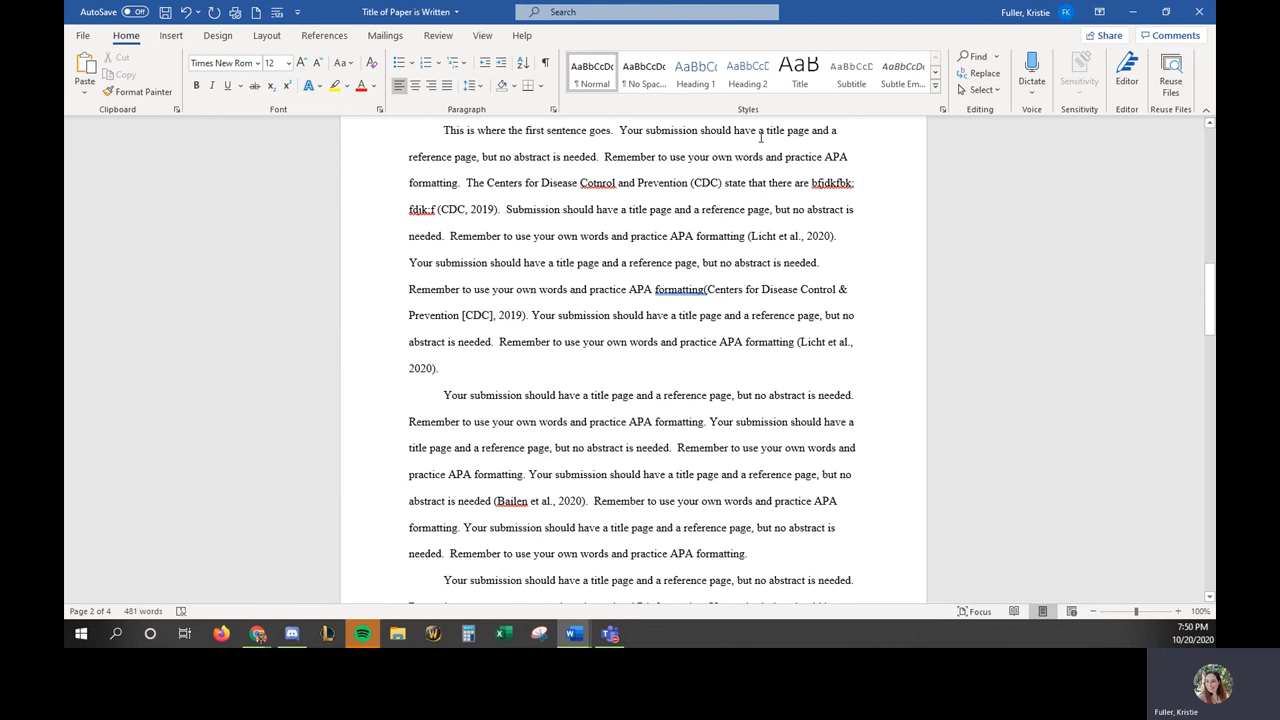 AutoSave Off Title of Paper is Written Search Fuller, Kristie FK
File Home Insert Design Layout References Mailings Review View Help Share Comments
Paste Cut Copy Format Painter
Times New Rom 12 Aa
B I U ab x2 x2 A A
AaBbCcDc AaBbCcDc AaBbCc AaBbCcD AaB AaBbCcD AaBbCcDc
¶ Normal ¶ No Spac... Heading 1 Heading 2 Title Subtitle Subtle Em...
Find Replace Select
Dictate Sensitivity Editor Reuse Files
Clipboard Font Paragraph Styles Editing Voice Sensitivity Editor Reuse Files
This is where the first sentence goes. Your submission should have a title page and a
reference page, but no abstract is needed. Remember to use your own words and practice APA
formatting. The Centers for Disease Cotnrol and Prevention (CDC) state that there are bfjdkfbk;
fdjk;f (CDC, 2019). Submission should have a title page and a reference page, but no abstract is
needed. Remember to use your own words and practice APA formatting (Licht et al., 2020).
Your submission should have a title page and a reference page, but no abstract is needed.
Remember to use your own words and practice APA formatting(Centers for Disease Control &
Prevention [CDC], 2019). Your submission should have a title page and a reference page, but no
abstract is needed. Remember to use your own words and practice APA formatting (Licht et al.,
2020).
Your submission should have a title page and a reference page, but no abstract is needed.
Remember to use your own words and practice APA formatting. Your submission should have a
title page and a reference page, but no abstract is needed. Remember to use your own words and
practice APA formatting. Your submission should have a title page and a reference page, but no
abstract is needed (Bailen et al., 2020). Remember to use your own words and practice APA
formatting. Your submission should have a title page and a reference page, but no abstract is
needed. Remember to use your own words and practice APA formatting.
Your submission should have a title page and a reference page, but no abstract is needed.
Page 2 of 4 481 words Focus 100%
7:50 PM
10/20/2020
Fuller, Kristie